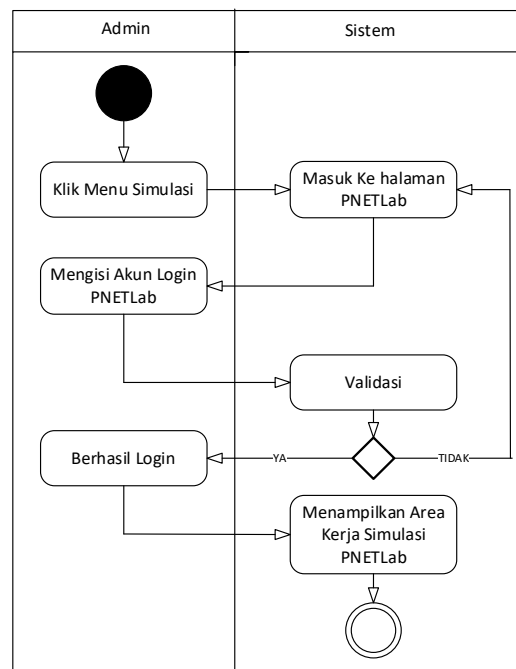 Admin
Sistem
Klik Menu Simulasi
Masuk Ke halaman
PNETLab
Mengisi Akun Login
PNETLab
Validasi
YA
TIDAK
Berhasil Login
Menampilkan Area
Kerja Simulasi
PNETLab